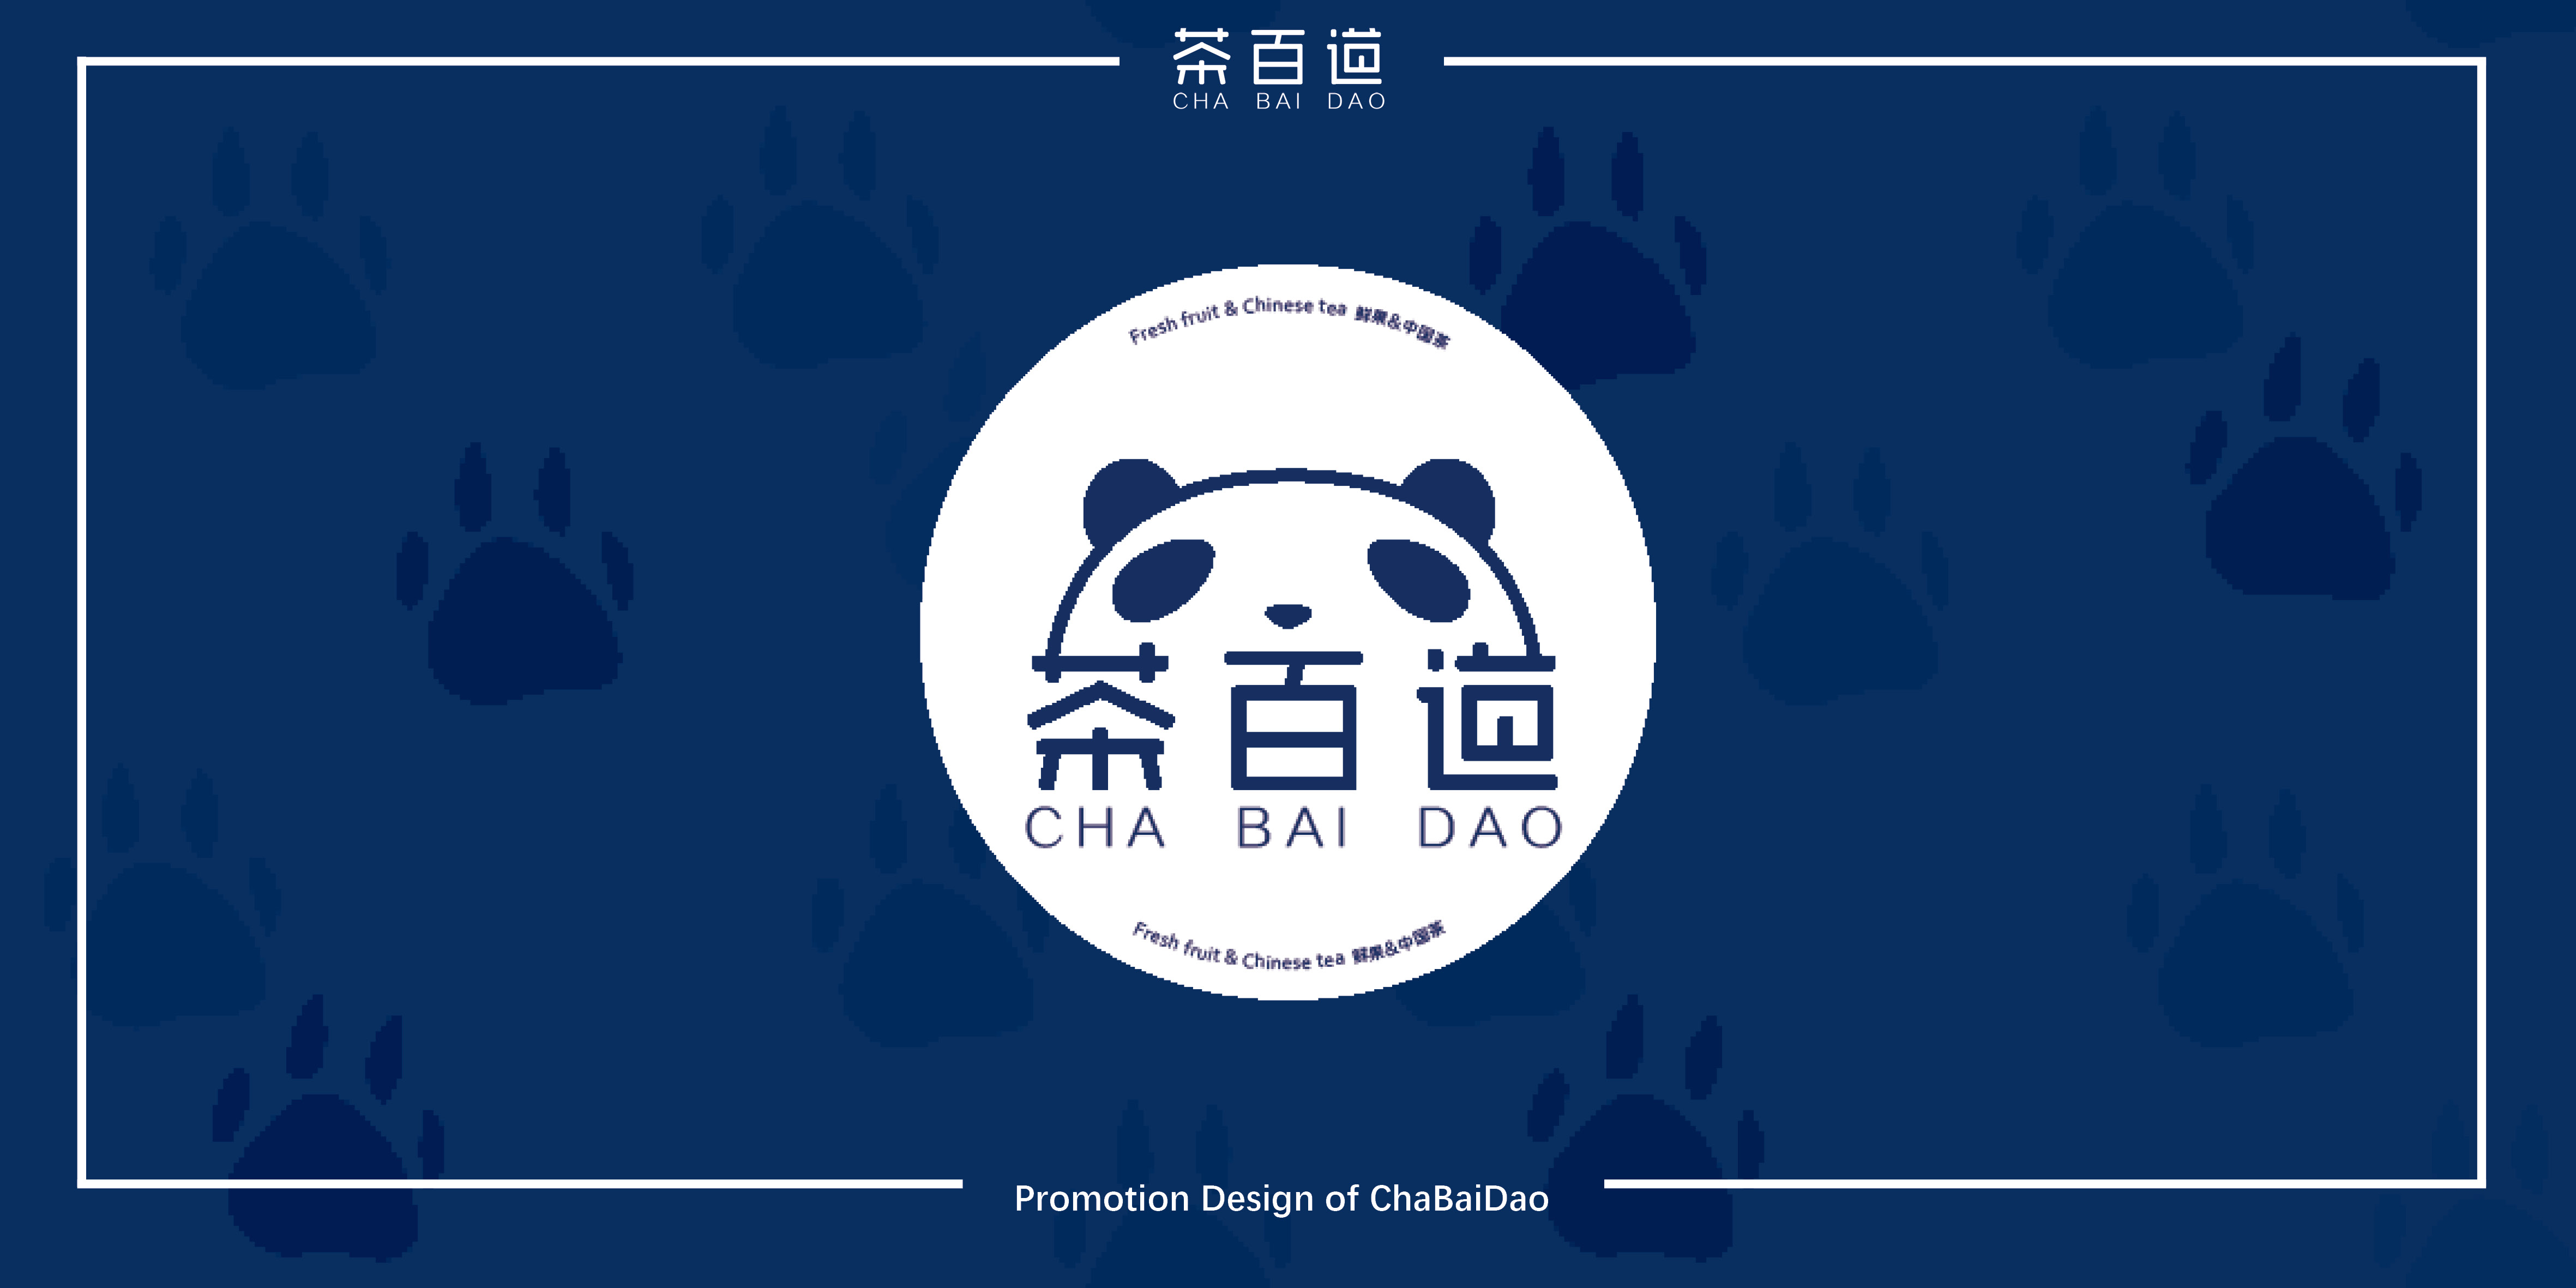 茶百道
CHA BAI DAO
Fresh fruit & Chinese tea 鲜果&中国茶
茶百道
CHA BAI DAO
Fresh fruit & Chinese tea 鲜果&中国茶
Promotion Design of ChaBaiDao